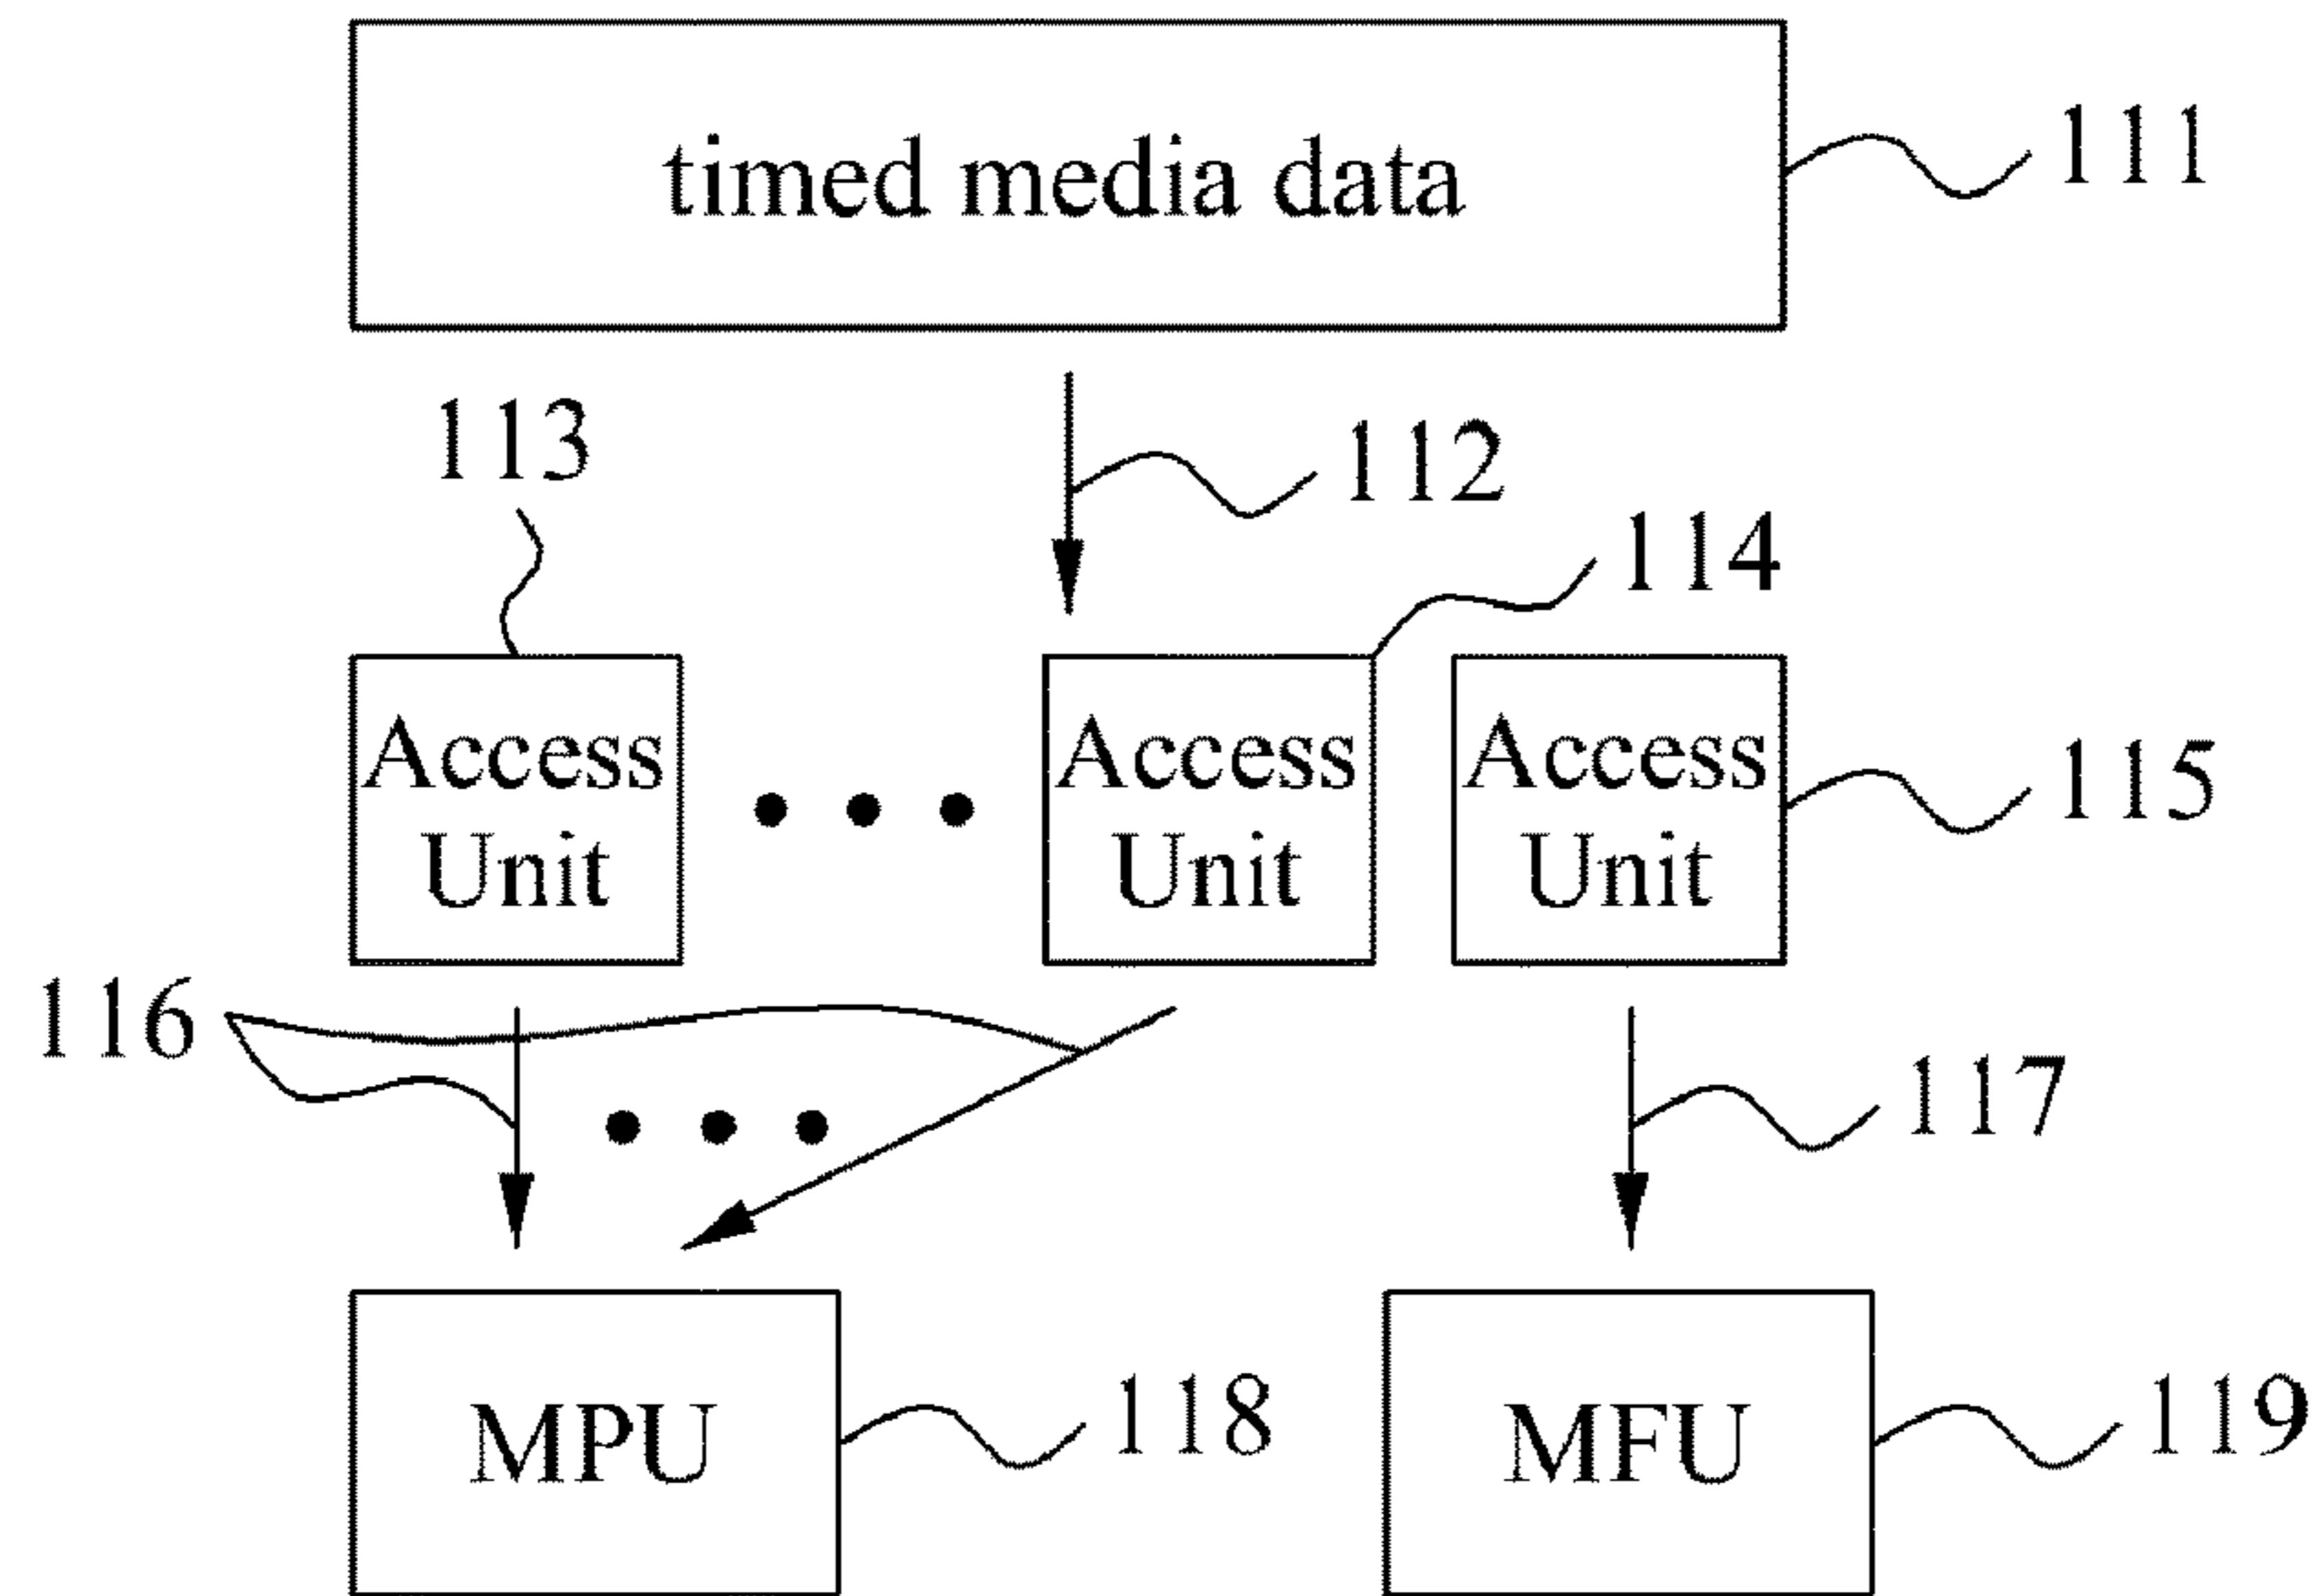 timed media data
111
113
112
114
Access
Unit
Access
Unit
Access
Unit
115
116
117
MPU
118
MFU
119